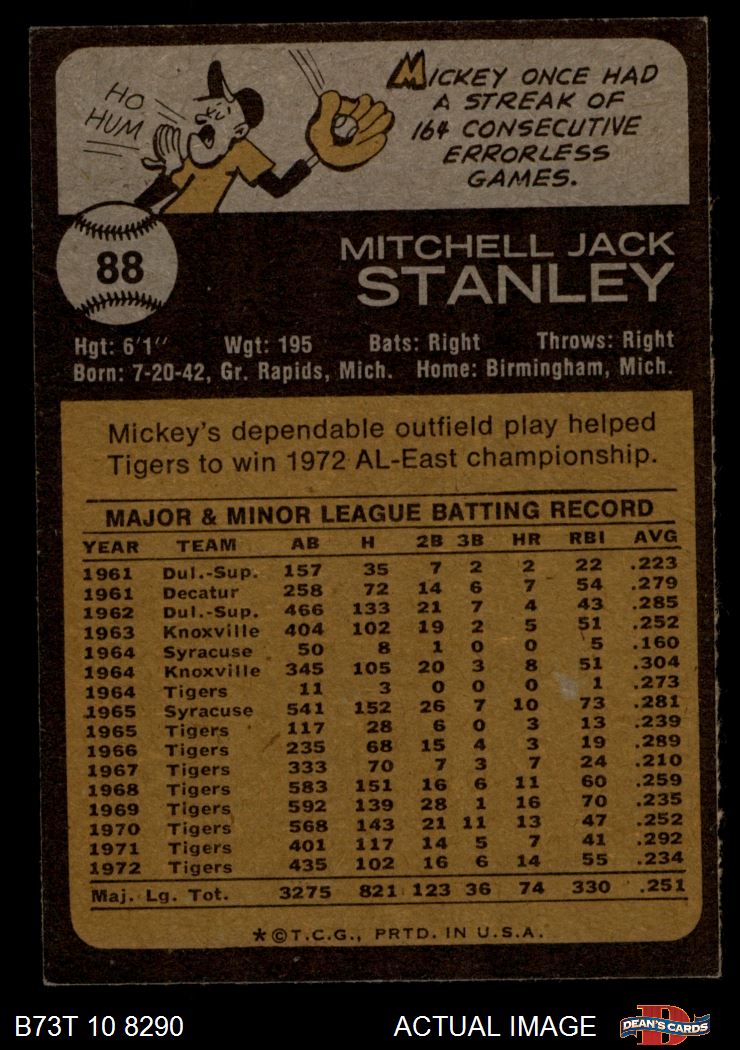 HO
HUM
MICKEY ONCE HAD
A STREAK OF
164 CONSECUTIVE
ERRORLESS
GAMES.
88
MITCHELL JACK
STANLEY
Hgt: 6'1" Wgt: 195 Bats: Right Throws: Right
Born: 7-20-42, Gr. Rapids, Mich. Home: Birmingham, Mich.
Mickey's dependable outfield play helped
Tigers to win 1972 AL-East championship.
MAJOR & MINOR LEAGUE BATTING RECORD
YEAR TEAM AB H 2B 3B HR RBI AVG
1961 Dul.-Sup. 157 35 7 2 2 22 .223
1961 Decatur 258 72 14 6 7 54 .279
1962 Dul.-Sup. 466 133 21 7 4 43 .285
1963 Knoxville 404 102 19 2 5 51 .252
1964 Syracuse 50 8 1 0 0 5 .160
1964 Knoxville 345 105 20 3 8 51 .304
1964 Tigers 11 3 0 0 0 1 .273
1965 Syracuse 541 152 26 7 10 73 .281
1965 Tigers 117 28 6 0 3 13 .239
1966 Tigers 235 68 15 4 3 19 .289
1967 Tigers 333 70 7 3 7 24 .210
1968 Tigers 583 151 16 6 11 60 .259
1969 Tigers 592 139 28 1 16 70 .235
1970 Tigers 568 143 21 11 13 47 .252
1971 Tigers 401 117 14 5 7 41 .292
1972 Tigers 435 102 16 6 14 55 .234
Maj. Lg. Tot. 3275 821 123 36 74 330 .251
*©T.C.G., PRTD. IN U.S.A.
B73T 10 8290 ACTUAL IMAGE D DEAN'S CARDS